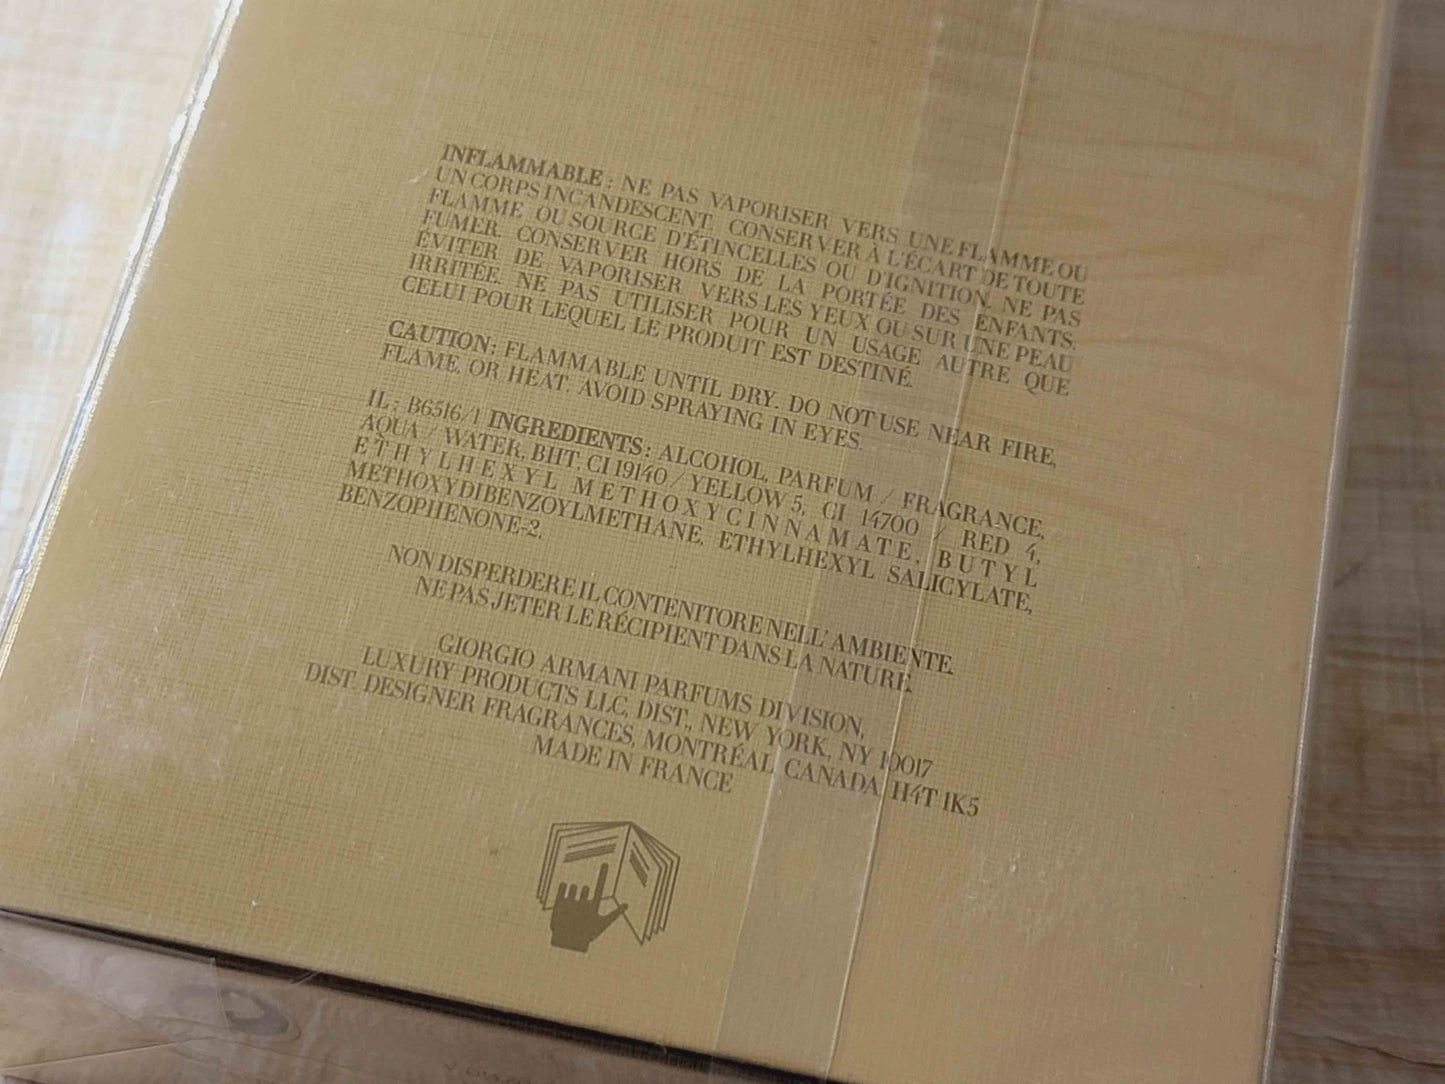 INFLAMMABLE : NE PAS VAPORISER VERS UNE FLAMME OU
UN CORPS INCANDESCENT. CONSERVER À L'ÉCART DE TOUTE
FLAMME OU SOURCE D'ÉTINCELLES OU D'IGNITION. NE PAS
FUMER. CONSERVER HORS DE LA PORTÉE DES ENFANTS.
ÉVITER DE VAPORISER VERS LES YEUX OU SUR UNE PEAU
IRRITÉE. NE PAS UTILISER POUR UN USAGE AUTRE QUE
CELUI POUR LEQUEL LE PRODUIT EST DESTINÉ.
CAUTION: FLAMMABLE UNTIL DRY. DO NOT USE NEAR FIRE,
FLAME, OR HEAT. AVOID SPRAYING IN EYES.
IL : B6516/1 INGREDIENTS : ALCOHOL, PARFUM / FRAGRANCE,
AQUA / WATER, BHT, CI 19140 / YELLOW 5, CI 14700 / RED 4,
ETHYLHEXYL METHOXYCINNAMATE, BUTYL
METHOXYDIBENZOYLMETHANE, ETHYLHEXYL SALICYLATE,
BENZOPHENONE-2.
NON DISPERDERE IL CONTENITORE NELL' AMBIENTE.
NE PAS JETER LE RÉCIPIENT DANS LA NATURE.
GIORGIO ARMANI PARFUMS DIVISION,
LUXURY PRODUCTS LLC, DIST., NEW YORK, NY 10017
DIST. DESIGNER FRAGRANCES, MONTRÉAL, CANADA, H4T 1K5
MADE IN FRANCE